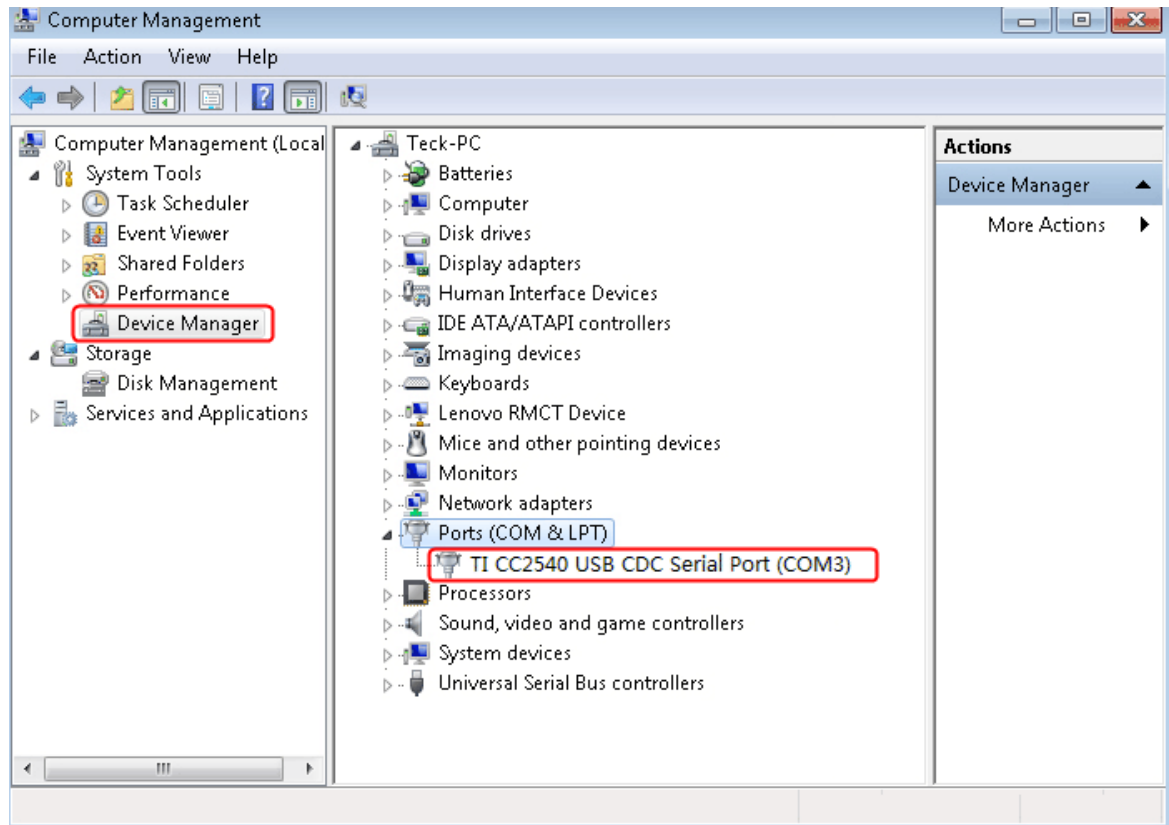 Computer Management
File Action View Help
Computer Management (Local
System Tools
Task Scheduler
Event Viewer
Shared Folders
Performance
Device Manager
Storage
Disk Management
Services and Applications
Teck-PC
Batteries
Computer
Disk drives
Display adapters
Human Interface Devices
IDE ATA/ATAPI controllers
Imaging devices
Keyboards
Lenovo RMCT Device
Mice and other pointing devices
Monitors
Network adapters
Ports (COM & LPT)
TI CC2540 USB CDC Serial Port (COM3)
Processors
Sound, video and game controllers
System devices
Universal Serial Bus controllers
Actions
Device Manager
More Actions